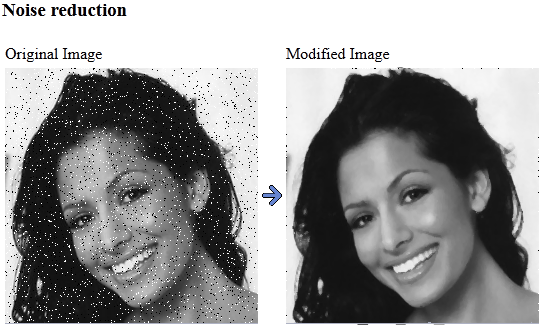 Noise reduction
Original Image
Modified Image